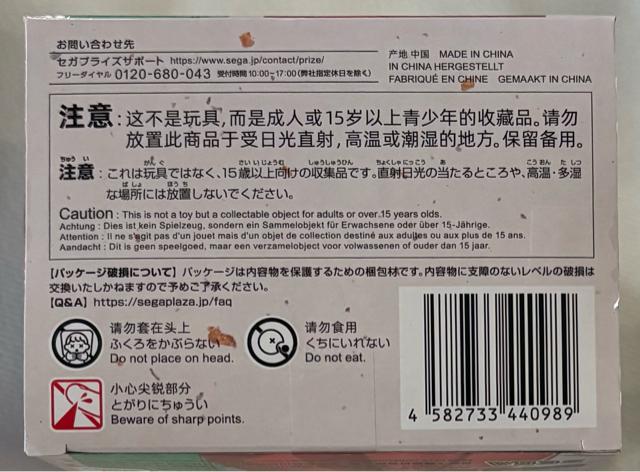 お問い合わせ先
セガプライズサポート https://www.sega.jp/contact/prize/
フリーダイヤル 0120-680-043 受付時間10:00~17:00(弊社指定休日を除く)
产地 中国 MADE IN CHINA
IN CHINA HERGESTELLT
FABRIQUÉ EN CHINE GEMAAKT IN CHINA
注意：这不是玩具，而是成人或15岁以上青少年的收藏品。请勿
放置此商品于受日光直射，高温或潮湿的地方。保留备用。
注意：これは玩具ではなく、15歳以上向けの収集品です。直射日光の当たるところや、高温・多湿
な場所には放置しないでください。
Caution : This is not a toy but a collectable object for adults or over 15 years olds.
Achtung : Dies ist kein Spielzeug, sondern ein Sammelobjekt für Erwachsene oder über 15-Jährige.
Attention : Il ne s'agit pas d'un jouet mais d'un objet de collection destiné aux adultes ou aux plus de 15 ans.
Aandacht : Dit is geen speelgoed, maar een verzamelobject voor volwassenen of ouder dan 15 jaar.
【パッケージ破損について】パッケージは内容物を保護するための梱包材です。内容物に支障のないレベルの破損は
交換いたしかねますので予めご了承ください。
【Q&A】https://segaplaza.jp/faq
请勿套在头上
ふくろをかぶらない
Do not place on head.
请勿食用
くちにいれない
Do not eat.
小心尖锐部分
とがりにちゅうい
Beware of sharp points.
4 582733 440989